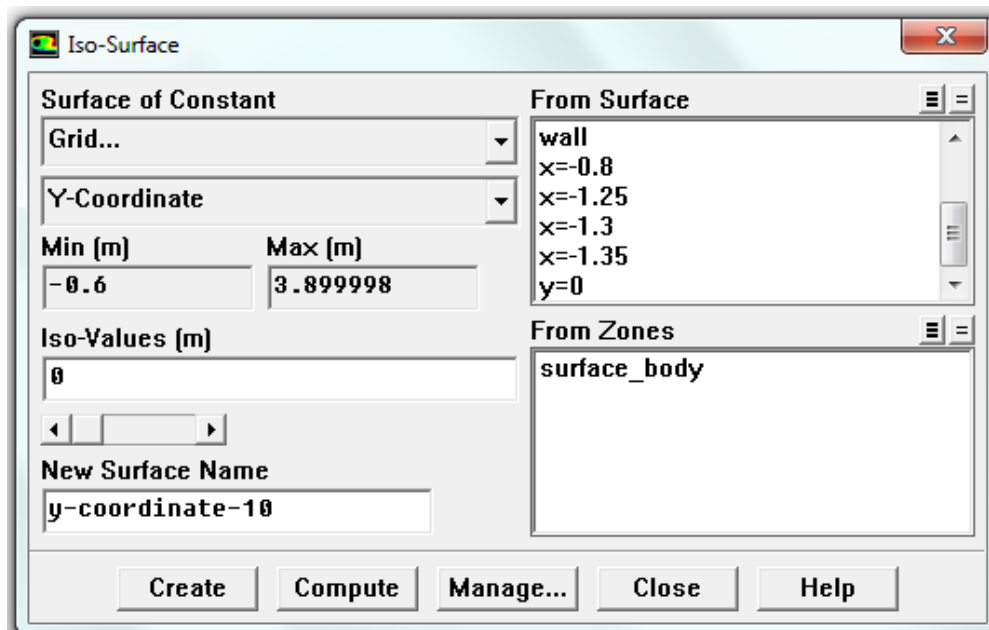 Iso-Surface
Surface of Constant
Grid...
Y-Coordinate
Min (m)
Max (m)
-0.6
3.899998
Iso-Values (m)
0
New Surface Name
y-coordinate-10
From Surface
wall
x=-0.8
x=-1.25
x=-1.3
x=-1.35
y=0
From Zones
surface_body
Create
Compute
Manage...
Close
Help